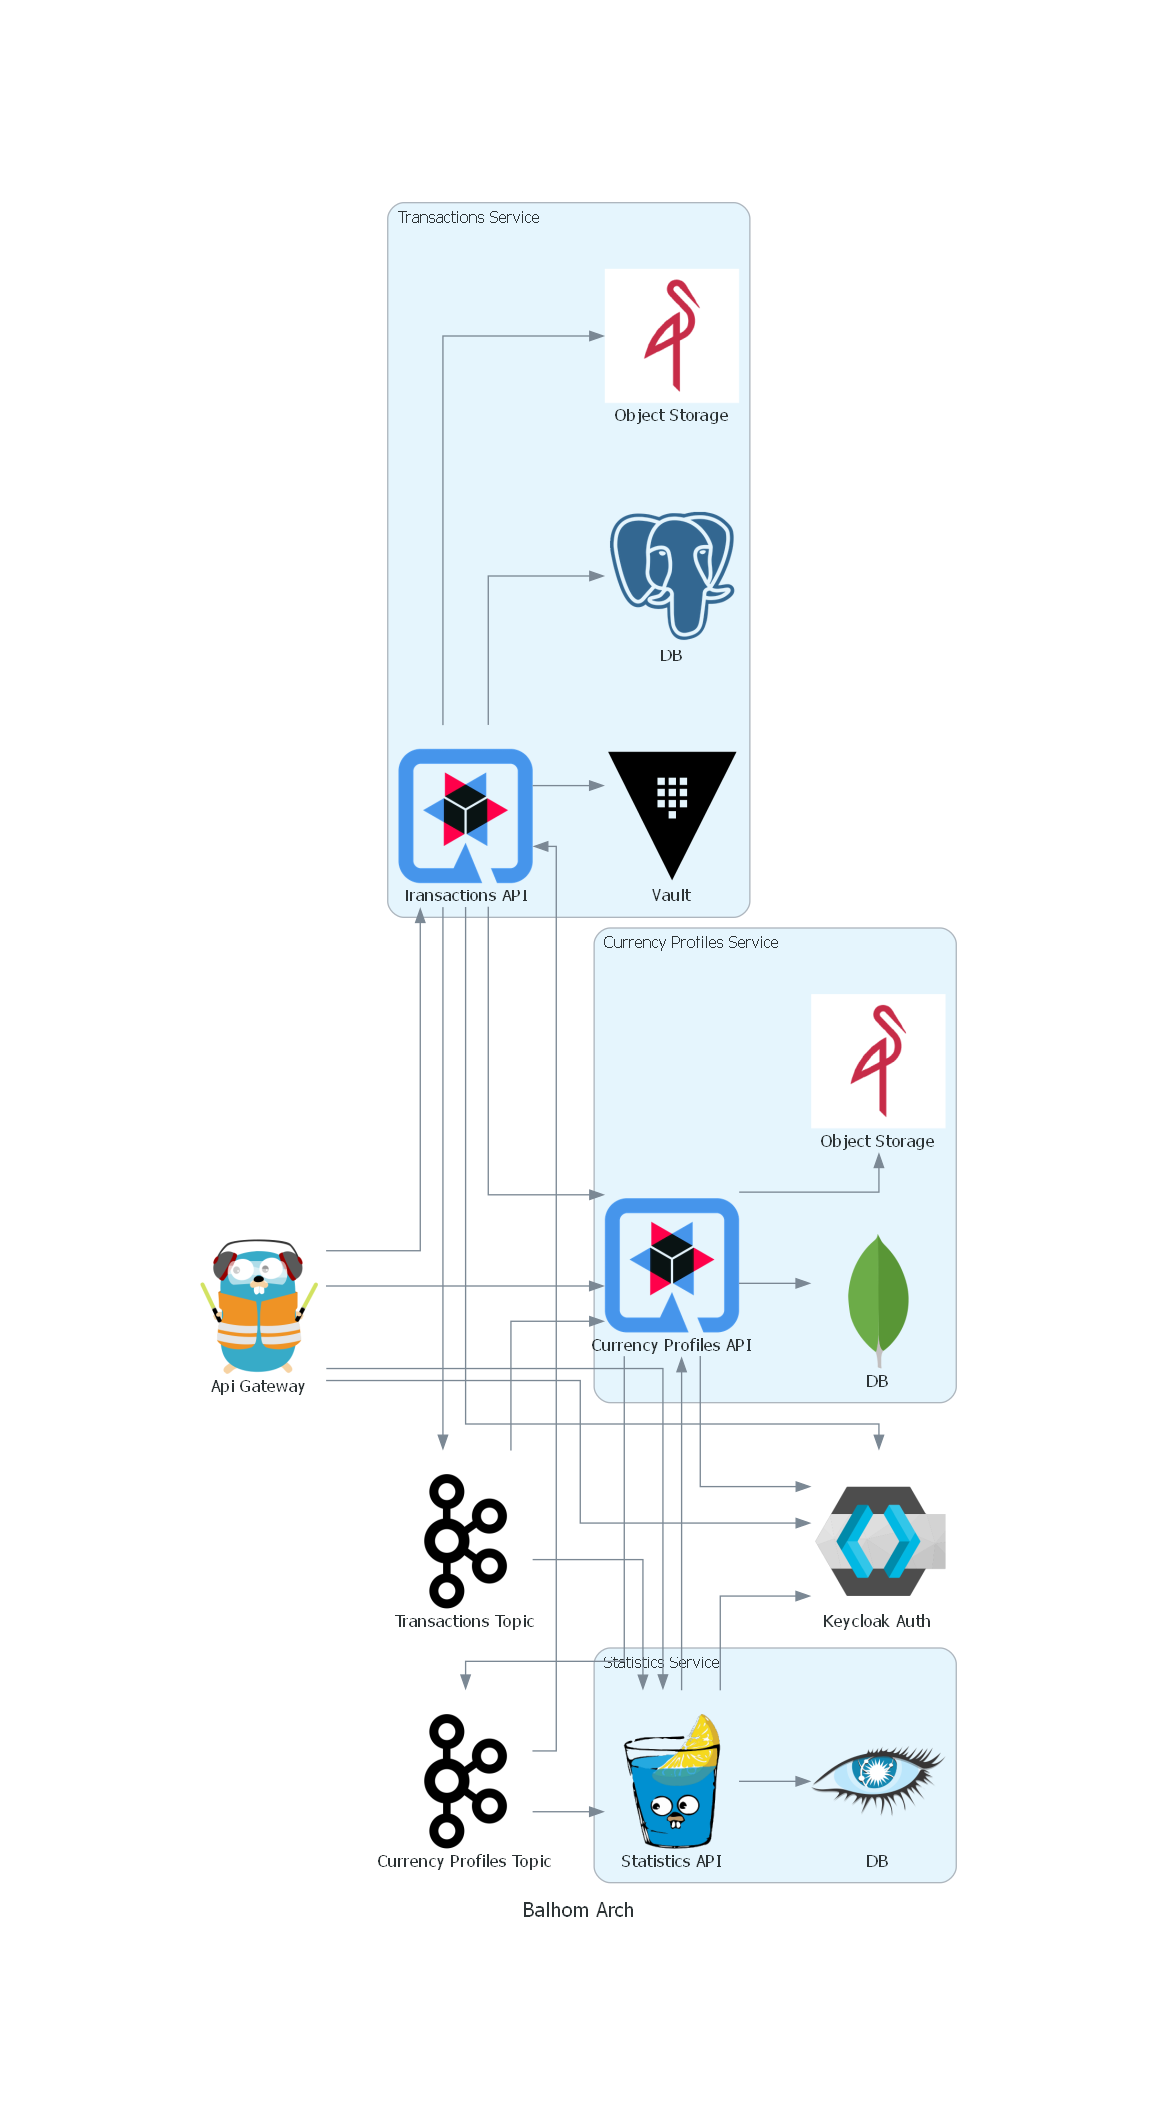 Transactions Service
Object Storage
DB
Transactions API
Vault
Currency Profiles Service
Object Storage
Currency Profiles API
DB
Api Gateway
Transactions Topic
Keycloak Auth
Statistics Service
Currency Profiles Topic
Statistics API
DB
Balhom Arch